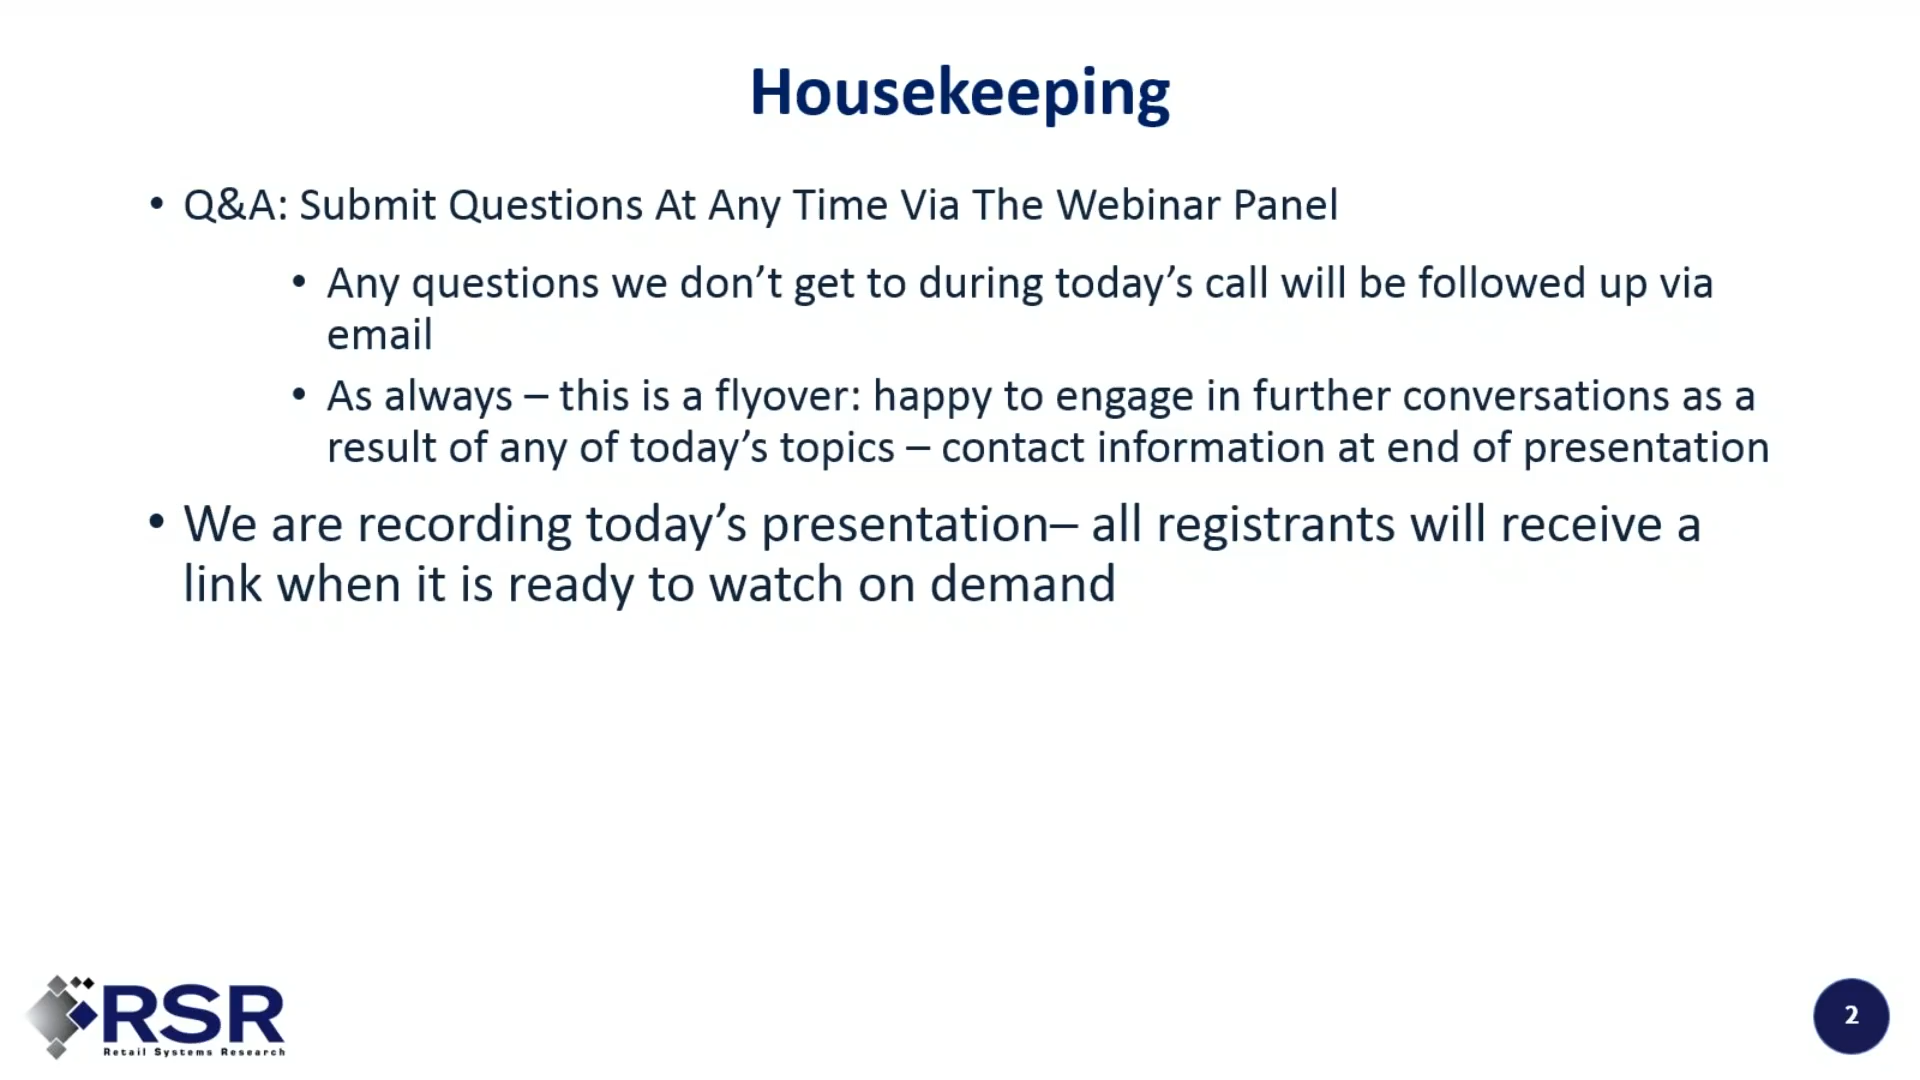 Housekeeping
• Q&A: Submit Questions At Any Time Via The Webinar Panel
• Any questions we don’t get to during today’s call will be followed up via
email
• As always – this is a flyover: happy to engage in further conversations as a
result of any of today’s topics – contact information at end of presentation
• We are recording today’s presentation– all registrants will receive a
link when it is ready to watch on demand
RSR
Retail Systems Research
2